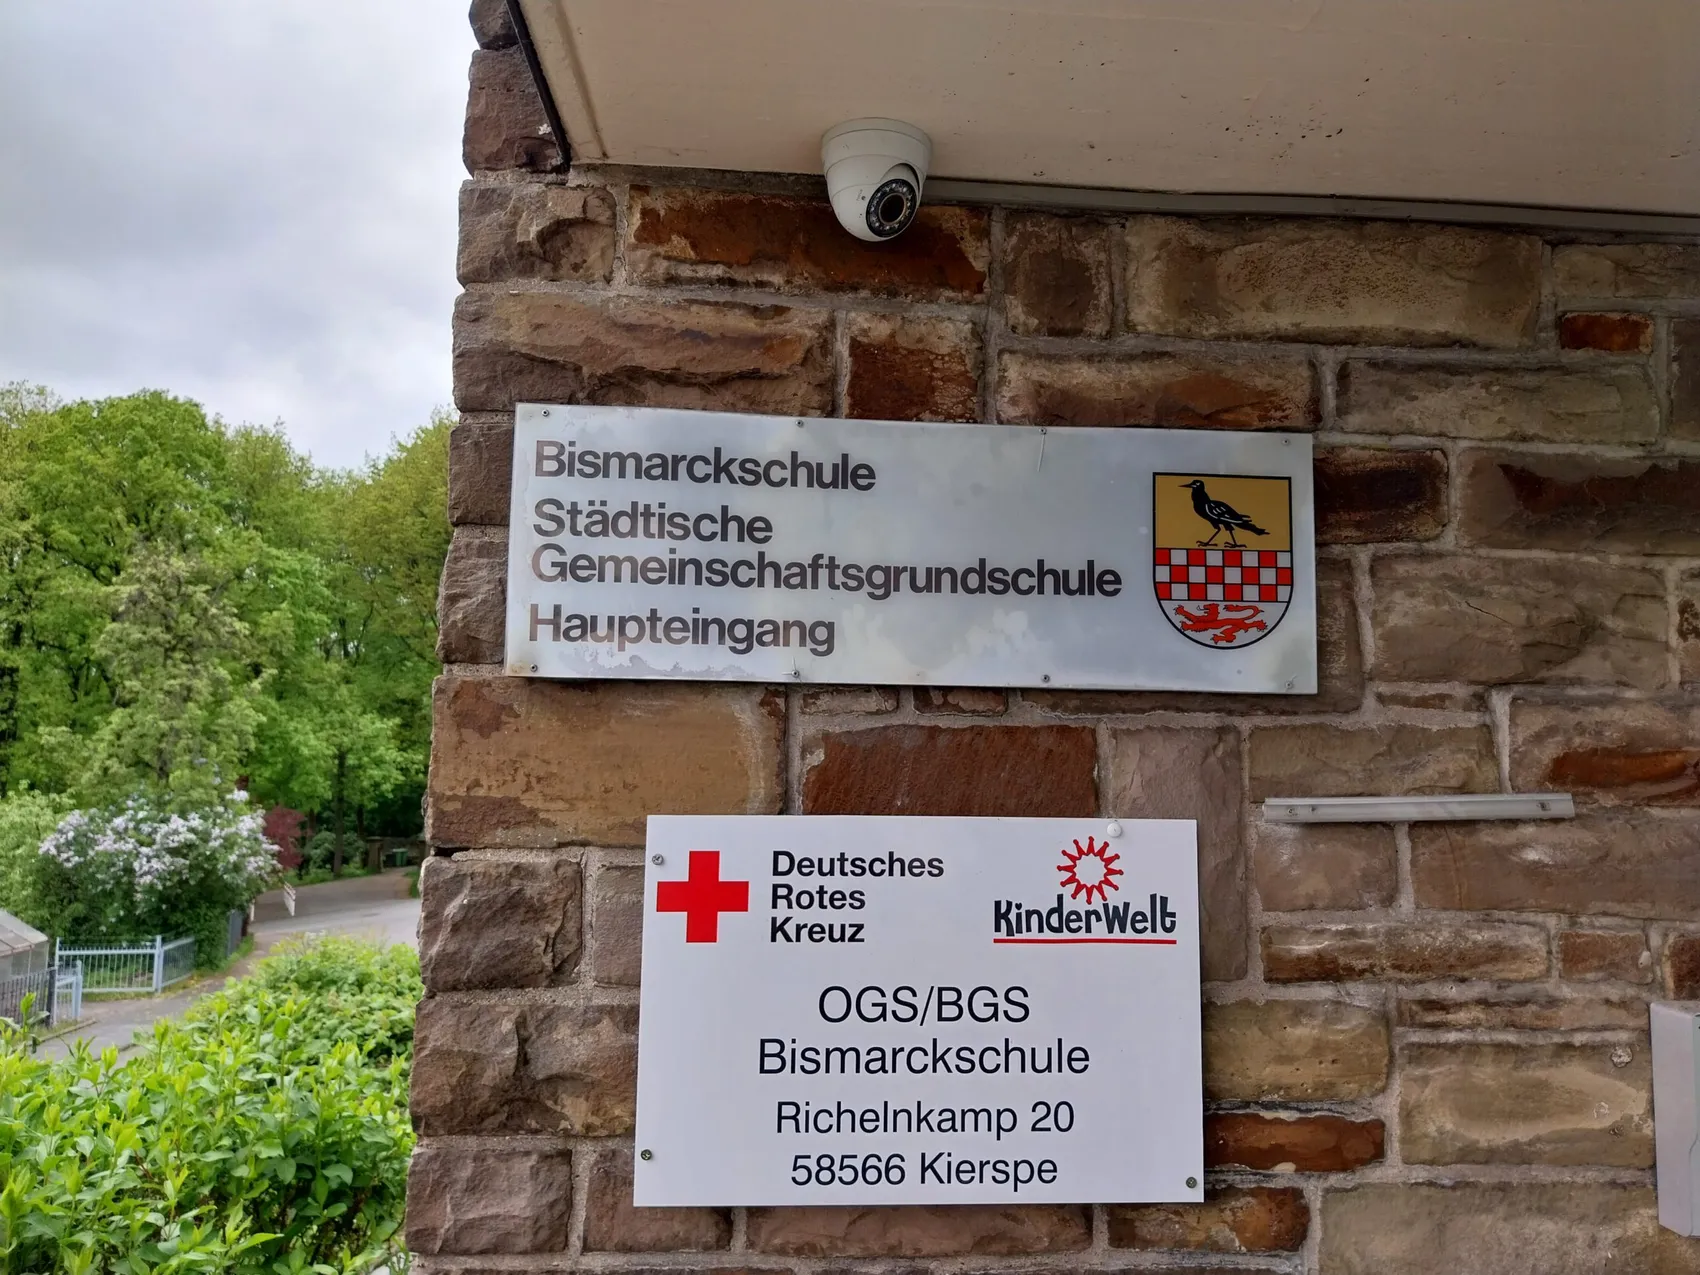 Bismarckschule
Städtische
Gemeinschaftsgrundschule
Haupteingang
Deutsches
Rotes
Kreuz
KinderWelt
OGS/BGS
Bismarckschule
Richelnkamp 20
58566 Kierspe